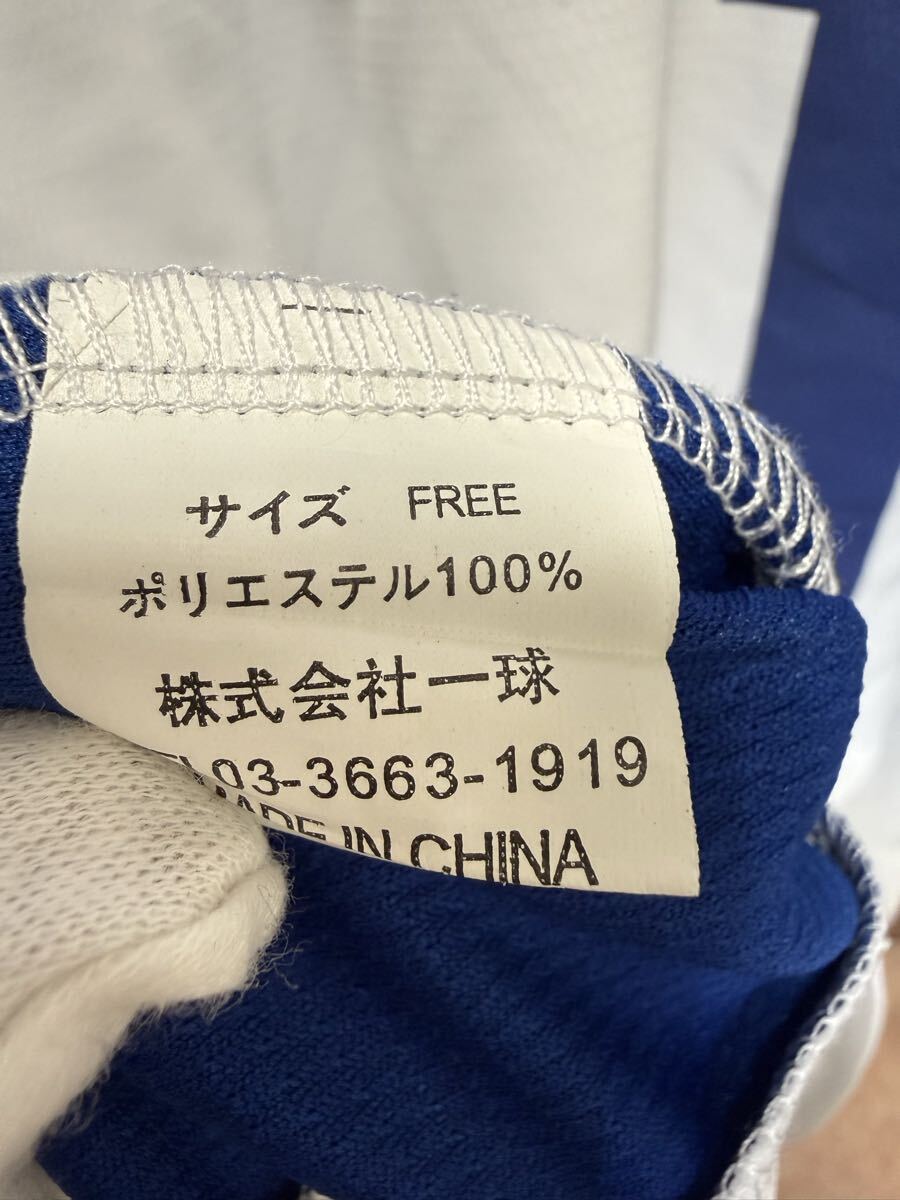 サイズ FREE
ポリエステル100%
株式会社一球
03-3663-1919
MADE IN CHINA